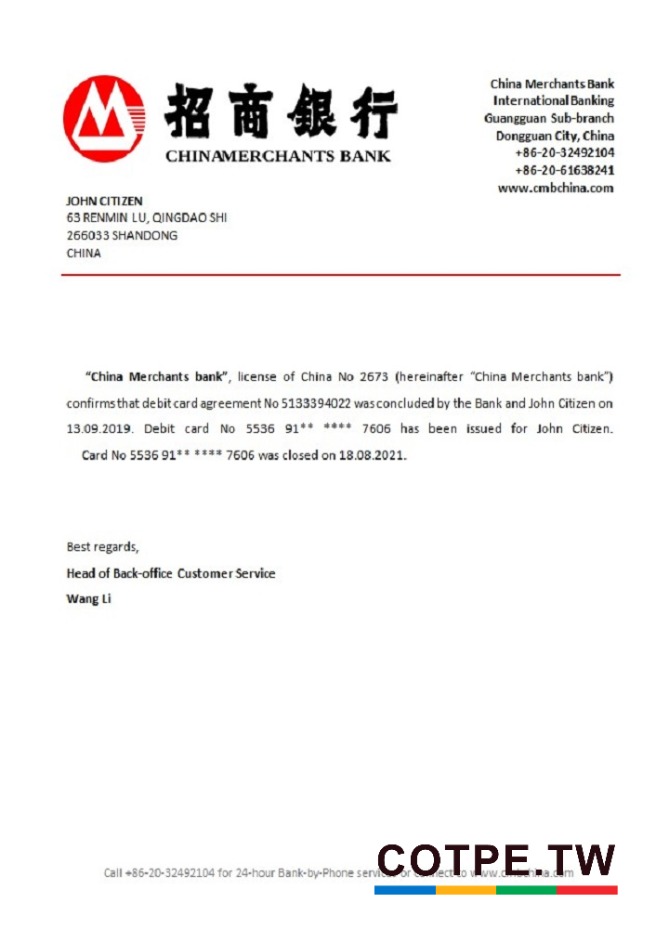 招商銀行
CHINAMERCHANTS BANK
China Merchants Bank
International Banking
Guangguan Sub-branch
Dongguan City, China
+86-20-32492104
+86-20-61638241
www.cmbchina.com
JOHN CITIZEN
63 RENMIN LU, QINGDAO SHI
266033 SHANDONG
CHINA
"China Merchants bank", license of China No 2673 (hereinafter "China Merchants bank")
confirms that debit card agreement No 5133394022 was concluded by the Bank and John Citizen on
13.09.2019. Debit card No 5536 91** **** 7606 has been issued for John Citizen.
Card No 5536 91** **** 7606 was closed on 18.08.2021.
Best regards,
Head of Back-office Customer Service
Wang Li
Call +86-20-32492104 for 24-hour Bank-by-Phone services or connect to www.cmbchina.com
COTPE.TW